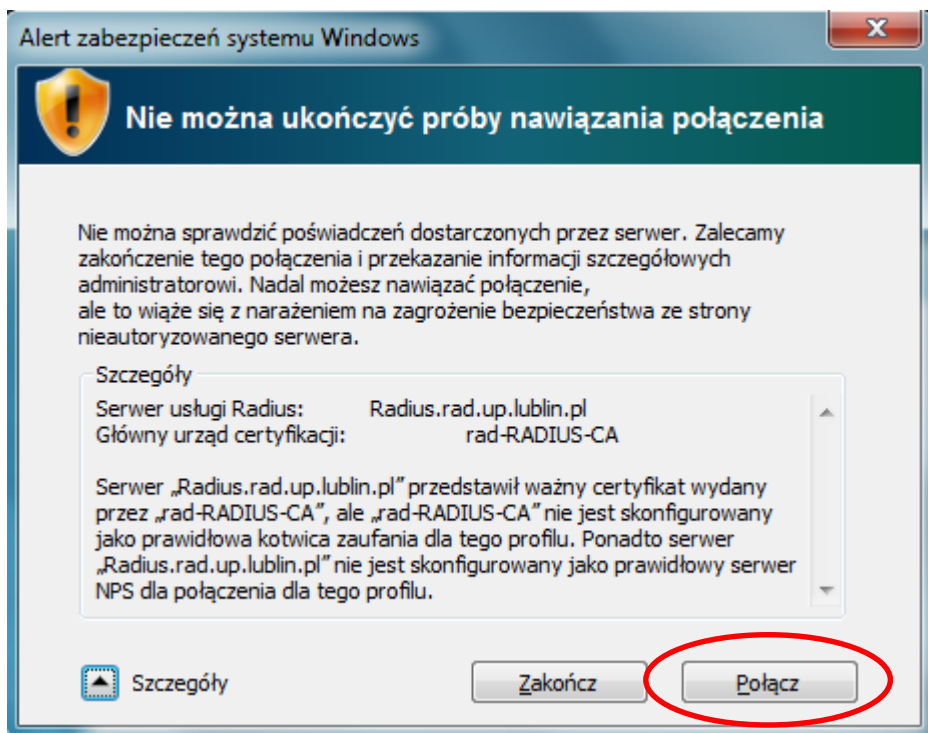 Alert zabezpieczeń systemu Windows
Nie można ukończyć próby nawiązania połączenia
Nie można sprawdzić poświadczeń dostarczonych przez serwer. Zalecamy
zakończenie tego połączenia i przekazanie informacji szczegółowych
administratorowi. Nadal możesz nawiązać połączenie,
ale to wiąże się z narażeniem na zagrożenie bezpieczeństwa ze strony
nieautoryzowanego serwera.
Szczegóły
Serwer usługi Radius: Radius.rad.up.lublin.pl
Główny urząd certyfikacji: rad-RADIUS-CA
Serwer „Radius.rad.up.lublin.pl” przedstawił ważny certyfikat wydany
przez „rad-RADIUS-CA”, ale „rad-RADIUS-CA” nie jest skonfigurowany
jako prawidłowa kotwica zaufania dla tego profilu. Ponadto serwer
„Radius.rad.up.lublin.pl” nie jest skonfigurowany jako prawidłowy serwer
NPS dla połączenia dla tego profilu.
Szczegóły Zakończ Połącz